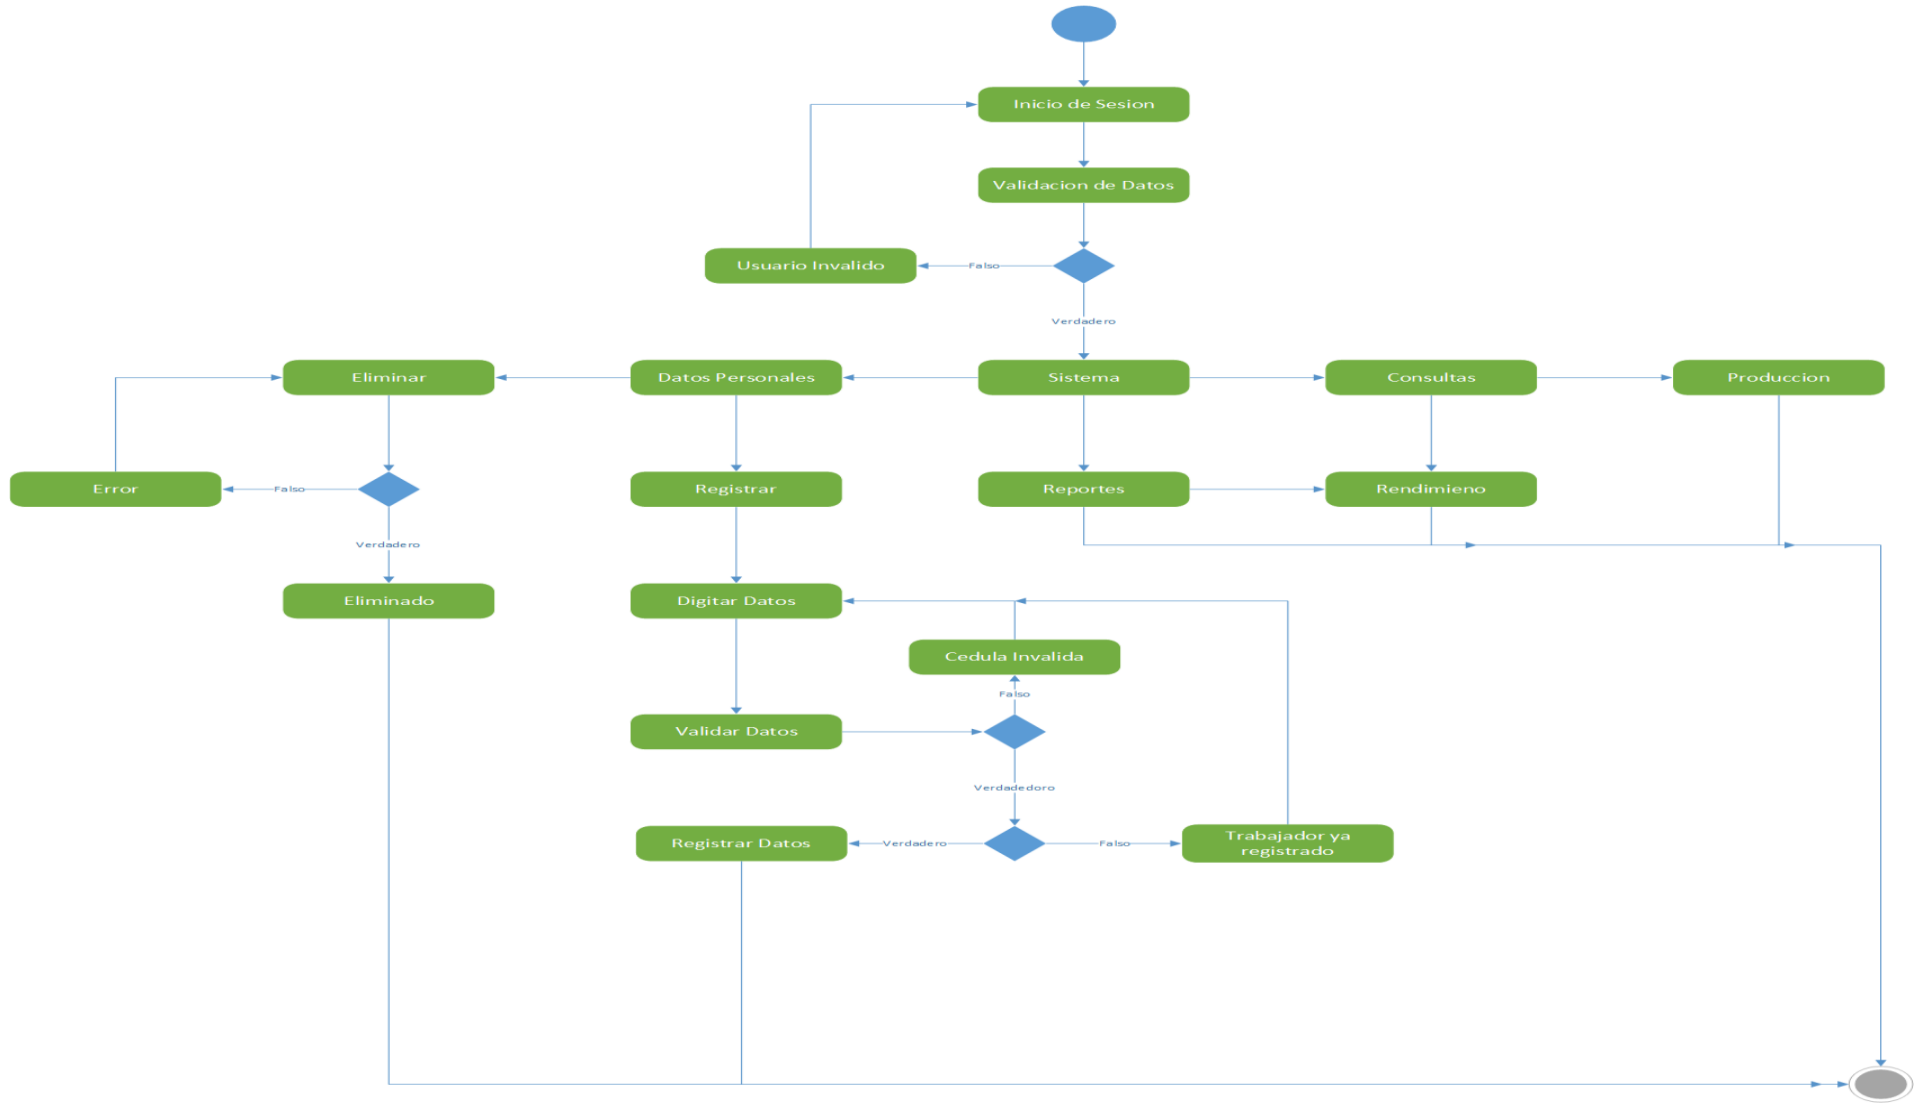 Inicio de Sesion
Validacion de Datos
Usuario Invalido
Falso
Verdadero
Eliminar
Datos Personales
Sistema
Consultas
Produccion
Error
Falso
Registrar
Reportes
Rendimieno
Verdadero
Eliminado
Digitar Datos
Cedula Invalida
Falso
Validar Datos
Verdadedoro
Registrar Datos
Verdadero
Falso
Trabajador ya
registrado